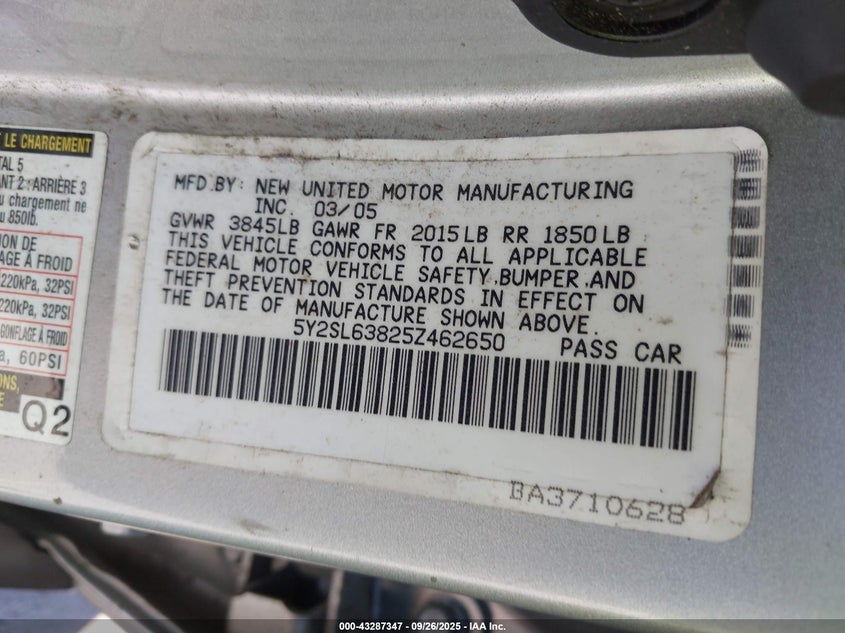 T LE CHARGEMENT
TAL 5
ANT 2 : ARRIÈRE 3
u chargement ne
u 850lb.
ION DE
AGE À FROID
220kPa, 32PSI
220kPa, 32PSI
GONFLAGE À FROID
a, 60PSI
ONS,
E
Q2
MFD.BY: NEW UNITED MOTOR MANUFACTURING
INC. 03/05
GVWR 3845LB GAWR FR 2015LB RR 1850LB
THIS VEHICLE CONFORMS TO ALL APPLICABLE
FEDERAL MOTOR VEHICLE SAFETY,BUMPER,AND
THEFT PREVENTION STANDARDS IN EFFECT ON
THE DATE OF MANUFACTURE SHOWN ABOVE.
5Y2SL63825Z462650 PASS CAR
BA3710628
000-43287347 - 09/26/2025 - IAA Inc.